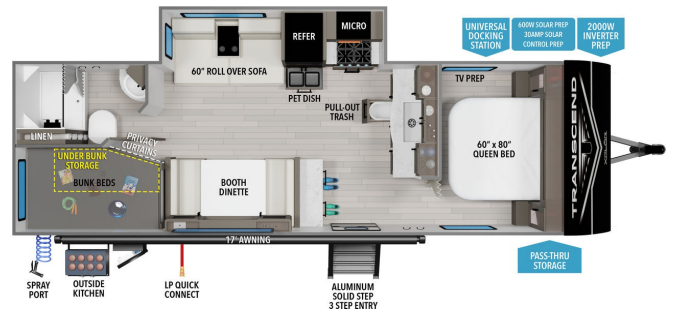 UNIVERSAL
DOCKING
STATION
600W SOLAR PREP
30AMP SOLAR
CONTROL PREP
2000W
INVERTER
PREP
MICRO
REFER
60" ROLL OVER SOFA
PET DISH
TV PREP
PULL-OUT
TRASH
LINEN
PRIVACY
CURTAINS
UNDER BUNK
STORAGE
BUNK BEDS
BOOTH
DINETTE
60" x 80"
QUEEN BED
TRANSCEND
XPLOR
17' AWNING
PASS-THRU
STORAGE
SPRAY
PORT
OUTSIDE
KITCHEN
LP QUICK
CONNECT
ALUMINUM
SOLID STEP
3 STEP ENTRY